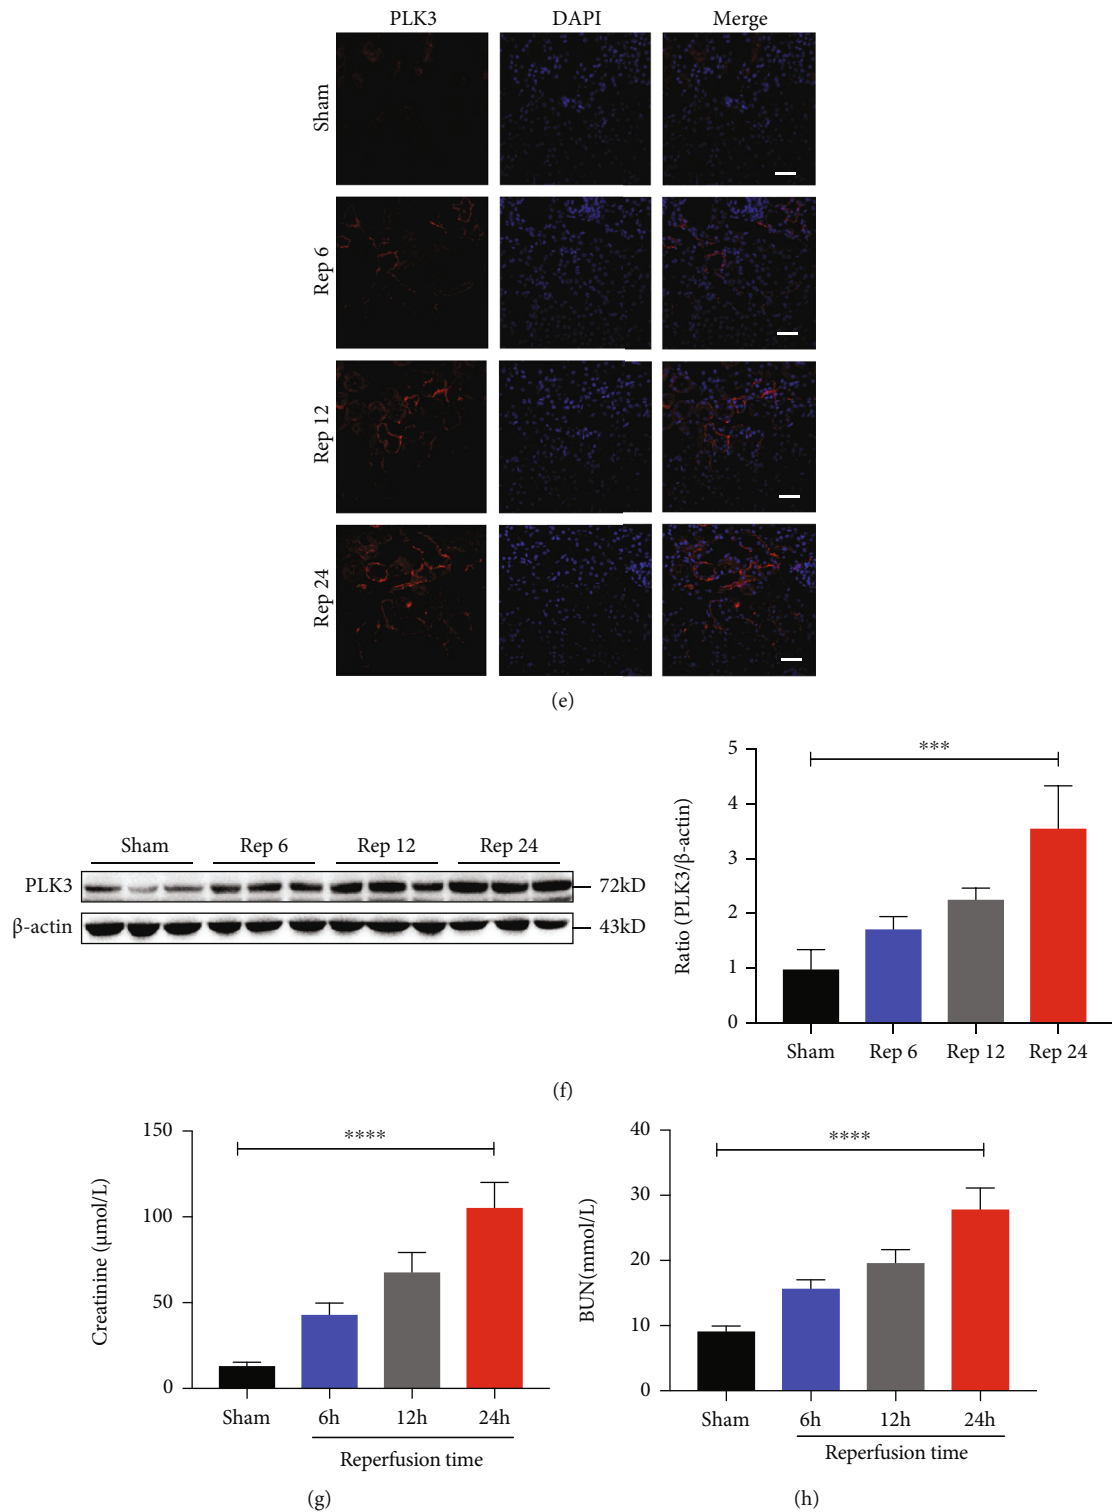 PLK3 DAPI Merge
Sham
Rep 6
Rep 12
Rep 24
(e)
Sham Rep 6 Rep 12 Rep 24
PLK3 72kD
β-actin 43kD
Ratio (PLK3/β-actin)
5
4
3
2
1
0
***
Sham Rep 6 Rep 12 Rep 24
(f)
Creatinine (μmol/L)
150
100
50
0
****
Sham 6h 12h 24h
Reperfusion time
(g)
BUN(mmol/L)
40
30
20
10
0
****
Sham 6h 12h 24h
Reperfusion time
(h)